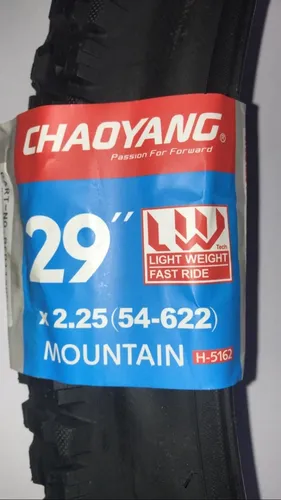 CHAOYANG®
Passion For Forward
29"
LW
Tech
LIGHT WEIGHT
FAST RIDE
x 2.25 (54-622)
MOUNTAIN H-5162